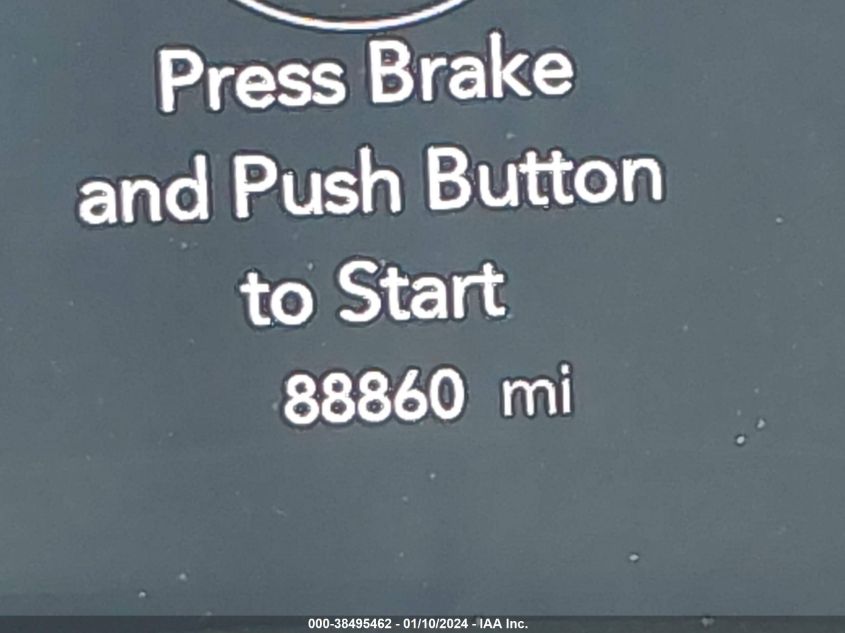 Press Brake
and Push Button
to Start
88860 mi
000-38495462 - 01/10/2024 - IAA Inc.